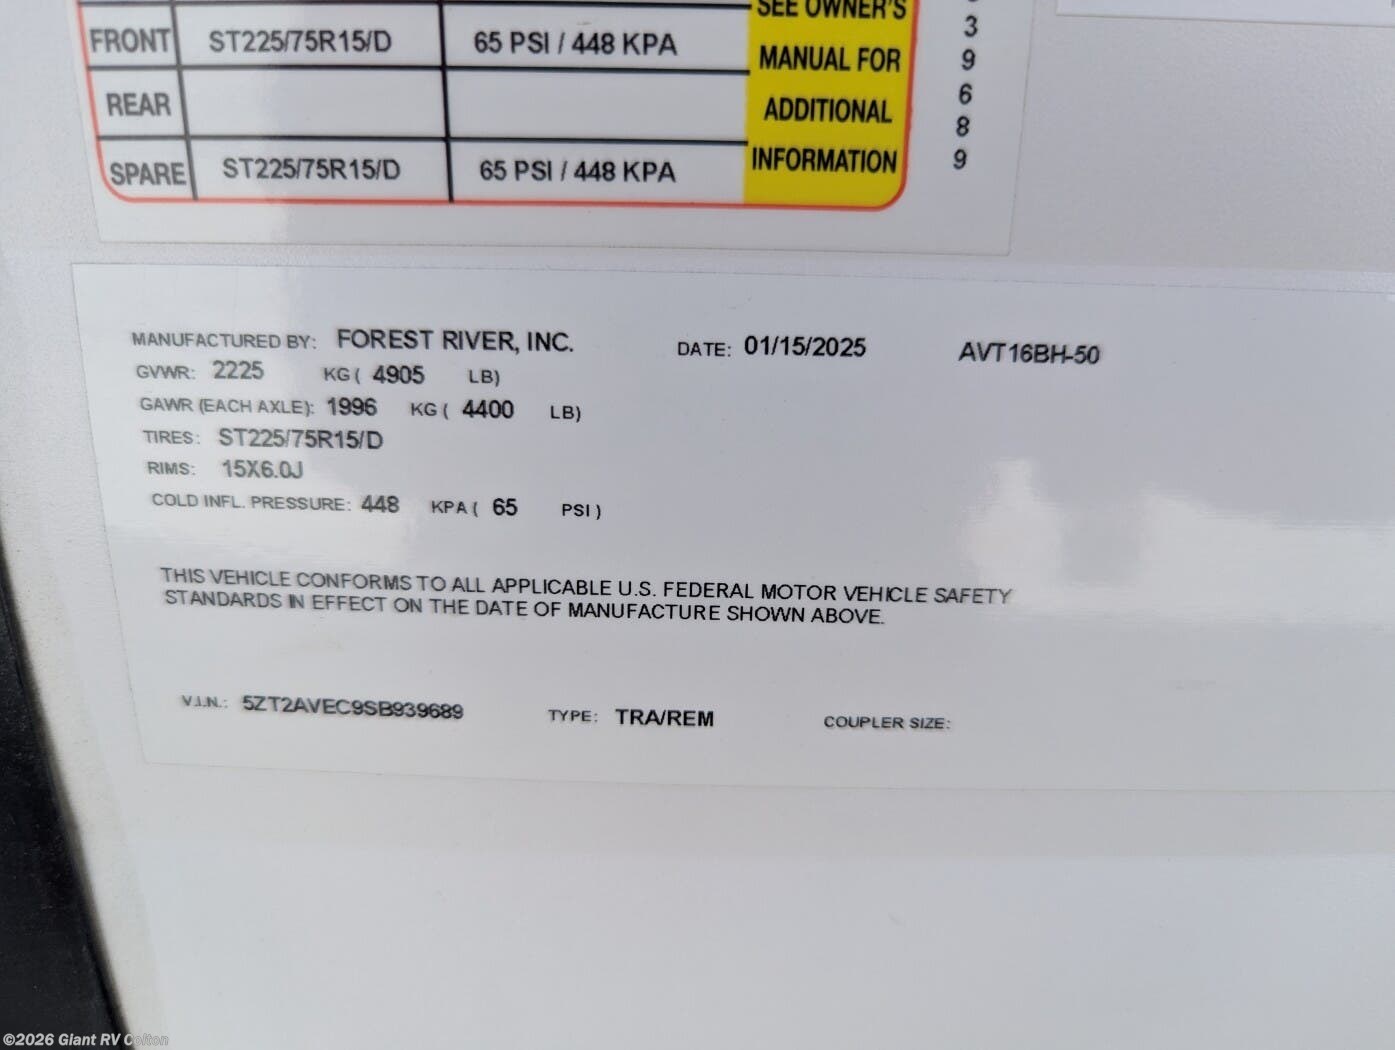 SEE OWNER'S
FRONT ST225/75R15/D 65 PSI / 448 KPA MANUAL FOR
REAR ADDITIONAL
SPARE ST225/75R15/D 65 PSI / 448 KPA INFORMATION
3
9
6
8
9
MANUFACTURED BY: FOREST RIVER, INC. DATE: 01/15/2025 AVT16BH-50
GVWR: 2225 KG ( 4905 LB)
GAWR (EACH AXLE): 1996 KG ( 4400 LB)
TIRES: ST225/75R15/D
RIMS: 15X6.0J
COLD INFL. PRESSURE: 448 KPA ( 65 PSI )
THIS VEHICLE CONFORMS TO ALL APPLICABLE U.S. FEDERAL MOTOR VEHICLE SAFETY
STANDARDS IN EFFECT ON THE DATE OF MANUFACTURE SHOWN ABOVE.
V.I.N.: 5ZT2AVEC9SB939689 TYPE: TRA/REM COUPLER SIZE:
©2026 Giant RV Colton